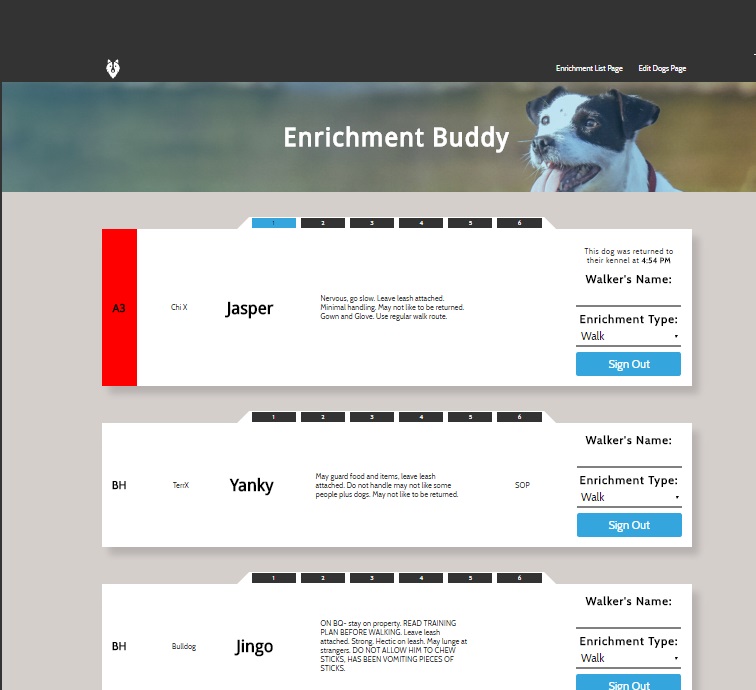 Enrichment List Page
Edit Dogs Page
Enrichment Buddy
1 2 3 4 5 6
A3
Chi X
Jasper
Nervous, go slow. Leave leash attached.
Minimal handling. May not like to be returned.
Gown and Glove. Use regular walk route.
This dog was returned to
their kennel at 4:54 PM
Walker's Name:
Enrichment Type:
Walk
Sign Out
1 2 3 4 5 6
BH
TerrX
Yanky
May guard food and items, leave leash
attached. Do not handle may not like some
people plus dogs. May not like to be returned.
SOP
Walker's Name:
Enrichment Type:
Walk
Sign Out
1 2 3 4 5 6
BH
Bulldog
Jingo
ON BQ- stay on property. READ TRAINING
PLAN BEFORE WALKING. Leave leash
attached. Strong. Hectic on leash. May lunge at
strangers. DO NOT ALLOW HIM TO CHEW
STICKS, HAS BEEN VOMITING PIECES OF
STICKS.
Walker's Name:
Enrichment Type:
Walk
Sign Out